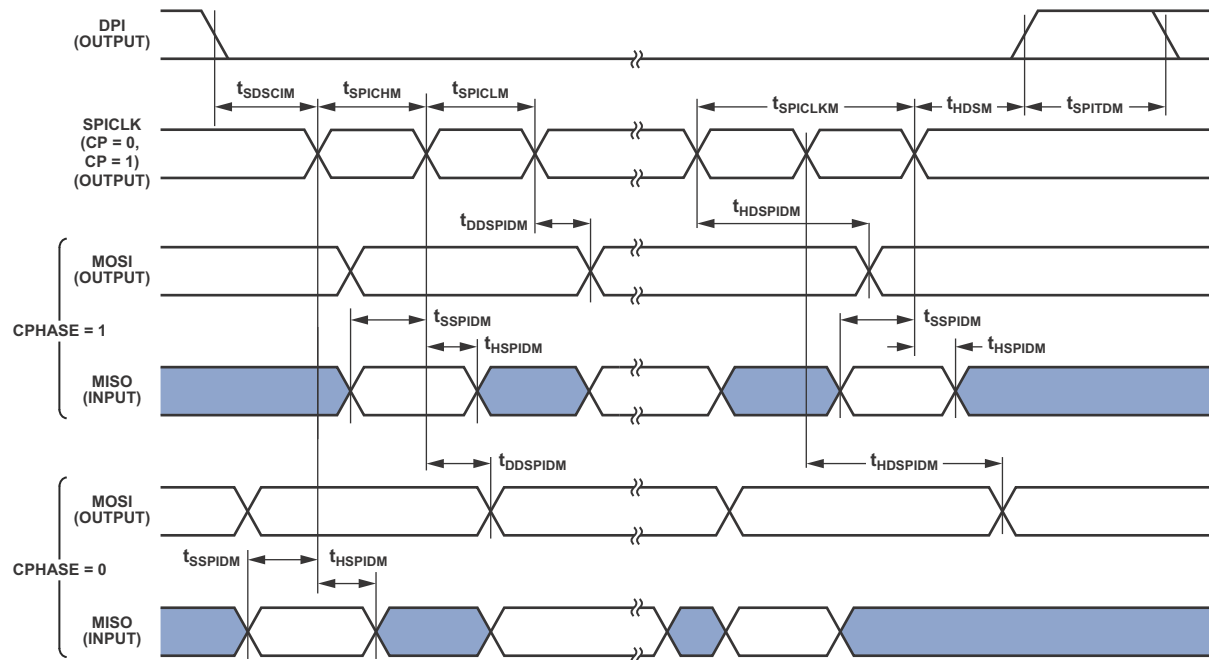 DPI
(OUTPUT)
tSDSCIM
tSPICHM
tSPICLM
tSPICLKM
tHDSM
tSPITDM
SPICLK
(CP = 0,
CP = 1)
(OUTPUT)
tDDSPIDM
tHDSPIDM
MOSI
(OUTPUT)
CPHASE = 1
tSSPIDM
tHSPIDM
tSSPIDM
tHSPIDM
MISO
(INPUT)
tDDSPIDM
tHDSPIDM
MOSI
(OUTPUT)
tSSPIDM
tHSPIDM
CPHASE = 0
MISO
(INPUT)